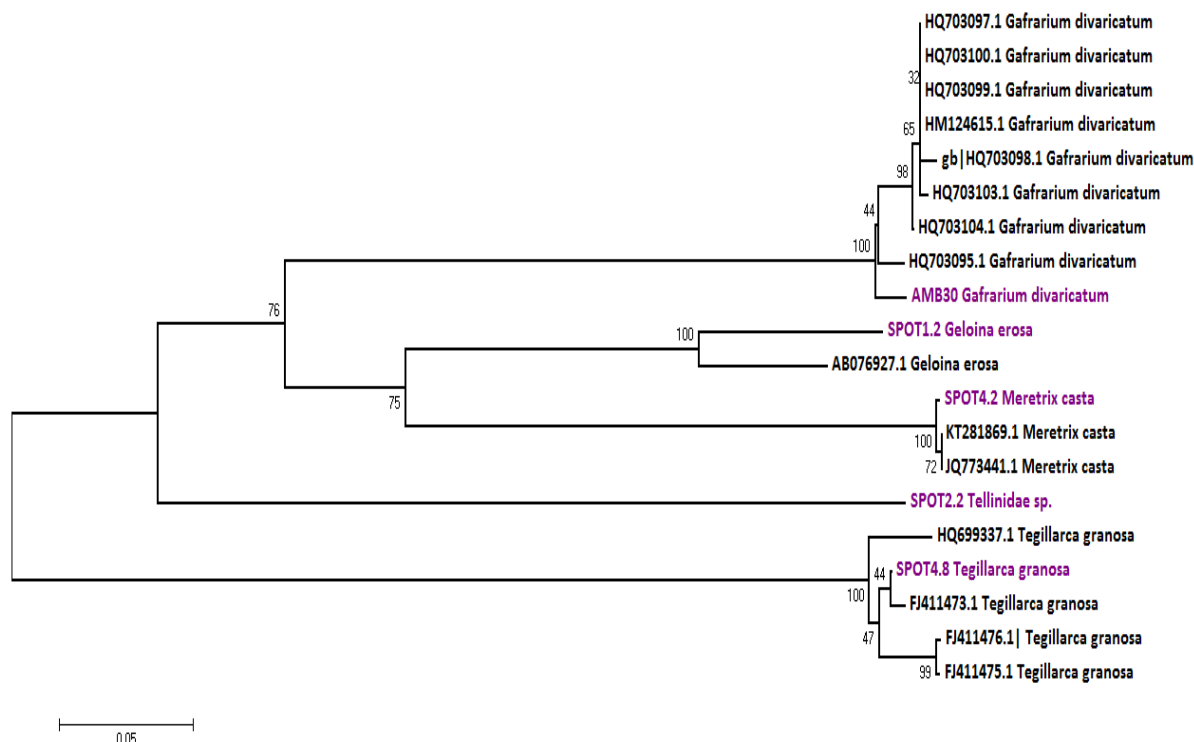 HQ703097.1 Gafrarium divaricatum
HQ703100.1 Gafrarium divaricatum
32
HQ703099.1 Gafrarium divaricatum
65
HM124615.1 Gafrarium divaricatum
gb|HQ703098.1 Gafrarium divaricatum
98
HQ703103.1 Gafrarium divaricatum
44
HQ703104.1 Gafrarium divaricatum
100
HQ703095.1 Gafrarium divaricatum
AMB30 Gafrarium divaricatum
76
SPOT1.2 Geloina erosa
100
AB076927.1 Geloina erosa
75
SPOT4.2 Meretrix casta
100
KT281869.1 Meretrix casta
72
JQ773441.1 Meretrix casta
SPOT2.2 Tellinidae sp.
HQ699337.1 Tegillarca granosa
44
SPOT4.8 Tegillarca granosa
100
FJ411473.1 Tegillarca granosa
47
FJ411476.1| Tegillarca granosa
99
FJ411475.1 Tegillarca granosa
0.05